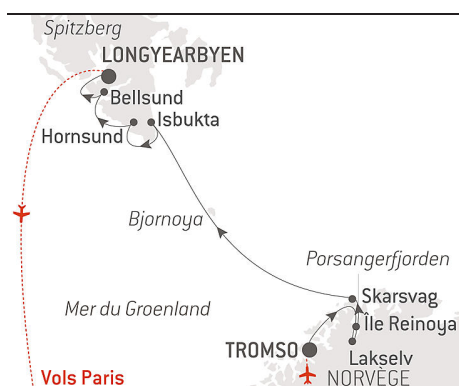 Spitzberg
LONGYEARBYEN
Bellsund
Isbukta
Hornsund
Bjornoya
Porsangerfjorden
Skarsvag
Mer du Groenland
Île Reinoya
TROMSO
Lakselv
Vols Paris
NORVÈGE